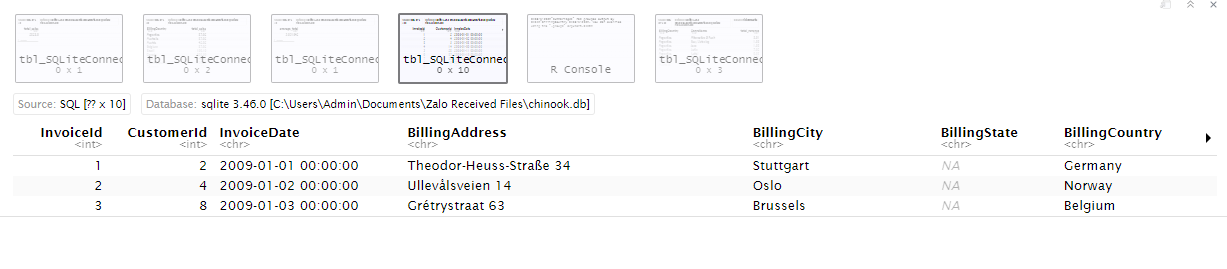 tbl_SQLiteConnec tbl_SQLiteConnec tbl_SQLiteConnec tbl_SQLiteConnec R Console tbl_SQLiteConnec
0 x 1 0 x 2 0 x 1 0 x 10 0 x 3
Source: SQL [?? x 10] Database: sqlite 3.46.0 [C:\Users\Admin\Documents\Zalo Received Files\chinook.db]
InvoiceId CustomerId InvoiceDate BillingAddress BillingCity BillingState BillingCountry
<int> <int> <chr> <chr> <chr> <chr> <chr>
1 2 2009-01-01 00:00:00 Theodor-Heuss-Straße 34 Stuttgart NA Germany
2 4 2009-01-02 00:00:00 Ullevålsveien 14 Oslo NA Norway
3 8 2009-01-03 00:00:00 Grétrystraat 63 Brussels NA Belgium